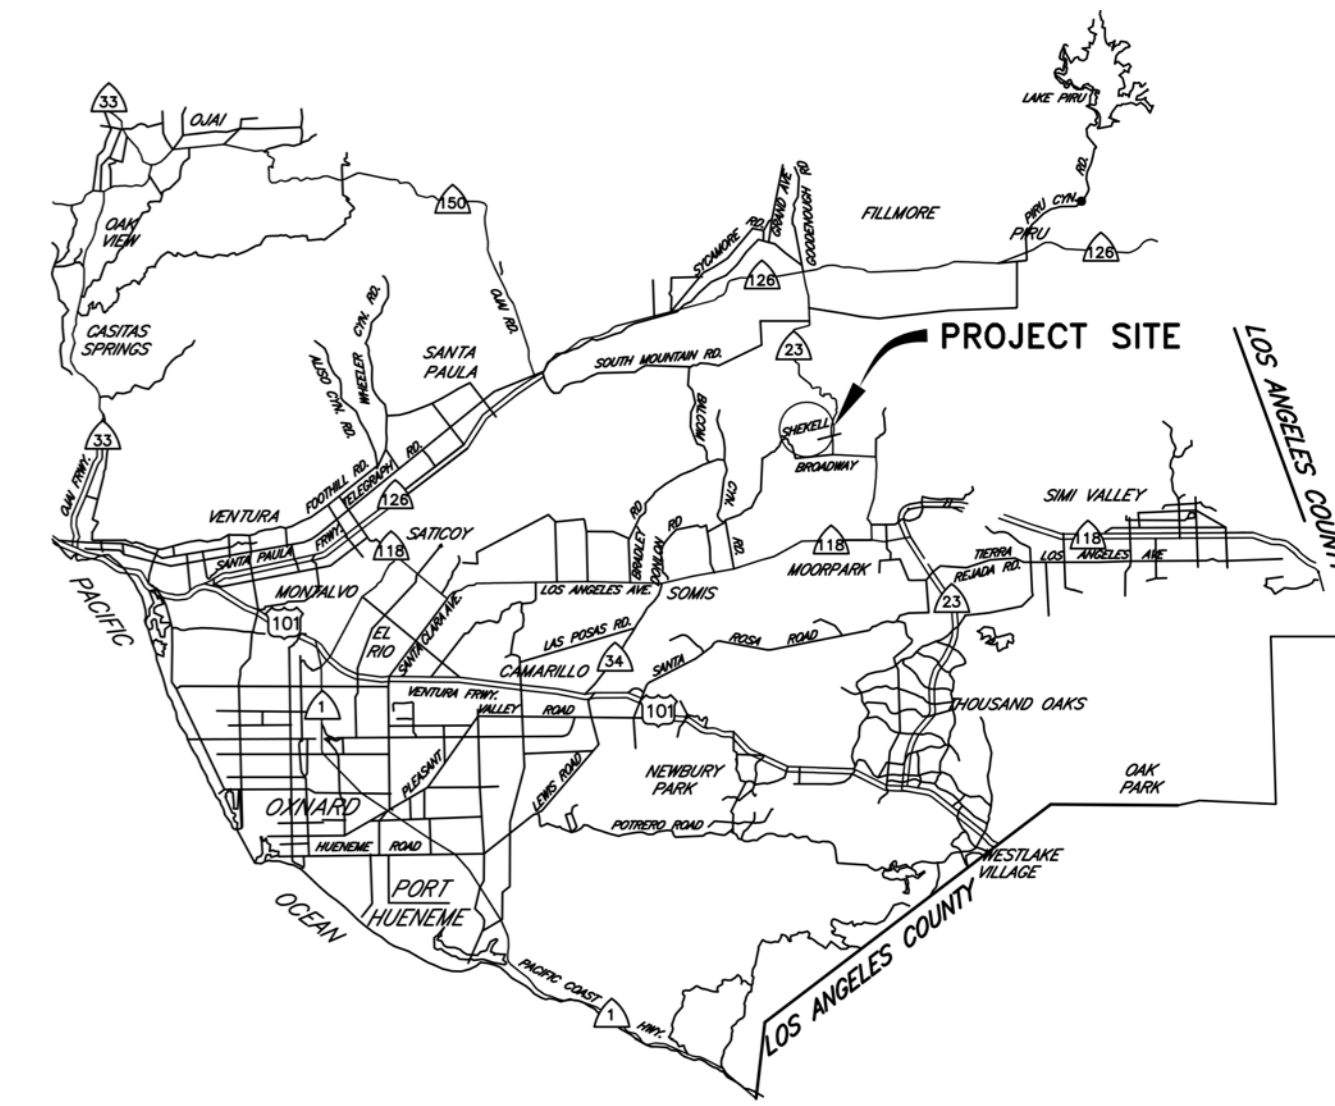 LAKE PIRU
33
OJAI
RD.
150
GRAND AVE
GOODENOUGH RD
PIRU CYN.
FILLMORE
OAK
VIEW
SYCAMORE RD.
PIRU
126
126
OJAI RD.
WHEELER CYN. RD.
CASITAS
SPRINGS
PROJECT SITE
LOS ANGELES COUNTY
SANTA
PAULA
23
SOUTH MOUNTAIN RD.
ALISO CYN. RD.
BALCOM CYN. RD
SHEKELL
33
BROADWAY
OJAI FRWY.
FOOTHILL RD.
TELEGRAPH RD.
126
SIMI VALLEY
VENTURA
BRADLEY RD
DONLON RD
SATICOY
118
118
118
SANTA PAULA FRWY.
MOORPARK
TIERRA
REJADA RD.
LOS ANGELES AVE
PACIFIC
MONTALVO
LOS ANGELES AVE.
SOMIS
23
101
EL
RIO
SANTA CLARA AVE.
LAS POSAS RD.
SANTA ROSA ROAD
34
CAMARILLO
VENTURA FRWY.
1
VALLEY ROAD
101
THOUSAND OAKS
PLEASANT
LEWIS ROAD
NEWBURY
PARK
OAK
PARK
OXNARD
POTRERO ROAD
HUENEME ROAD
WESTLAKE
VILLAGE
PORT
HUENEME
OCEAN
LOS ANGELES COUNTY
PACIFIC COAST HWY.
1